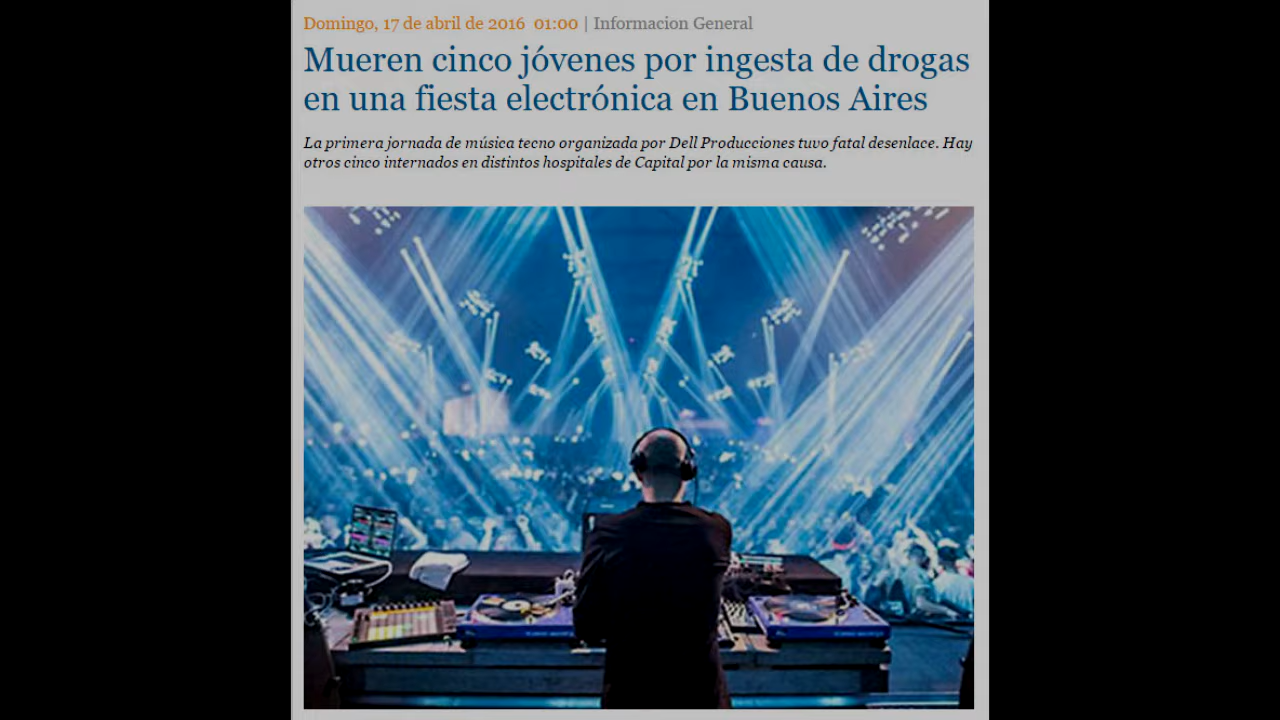 Domingo, 17 de abril de 2016 01:00 | Informacion General
Mueren cinco jóvenes por ingesta de drogas
en una fiesta electrónica en Buenos Aires
La primera jornada de música tecno organizada por Dell Producciones tuvo fatal desenlace. Hay
otros cinco internados en distintos hospitales de Capital por la misma causa.